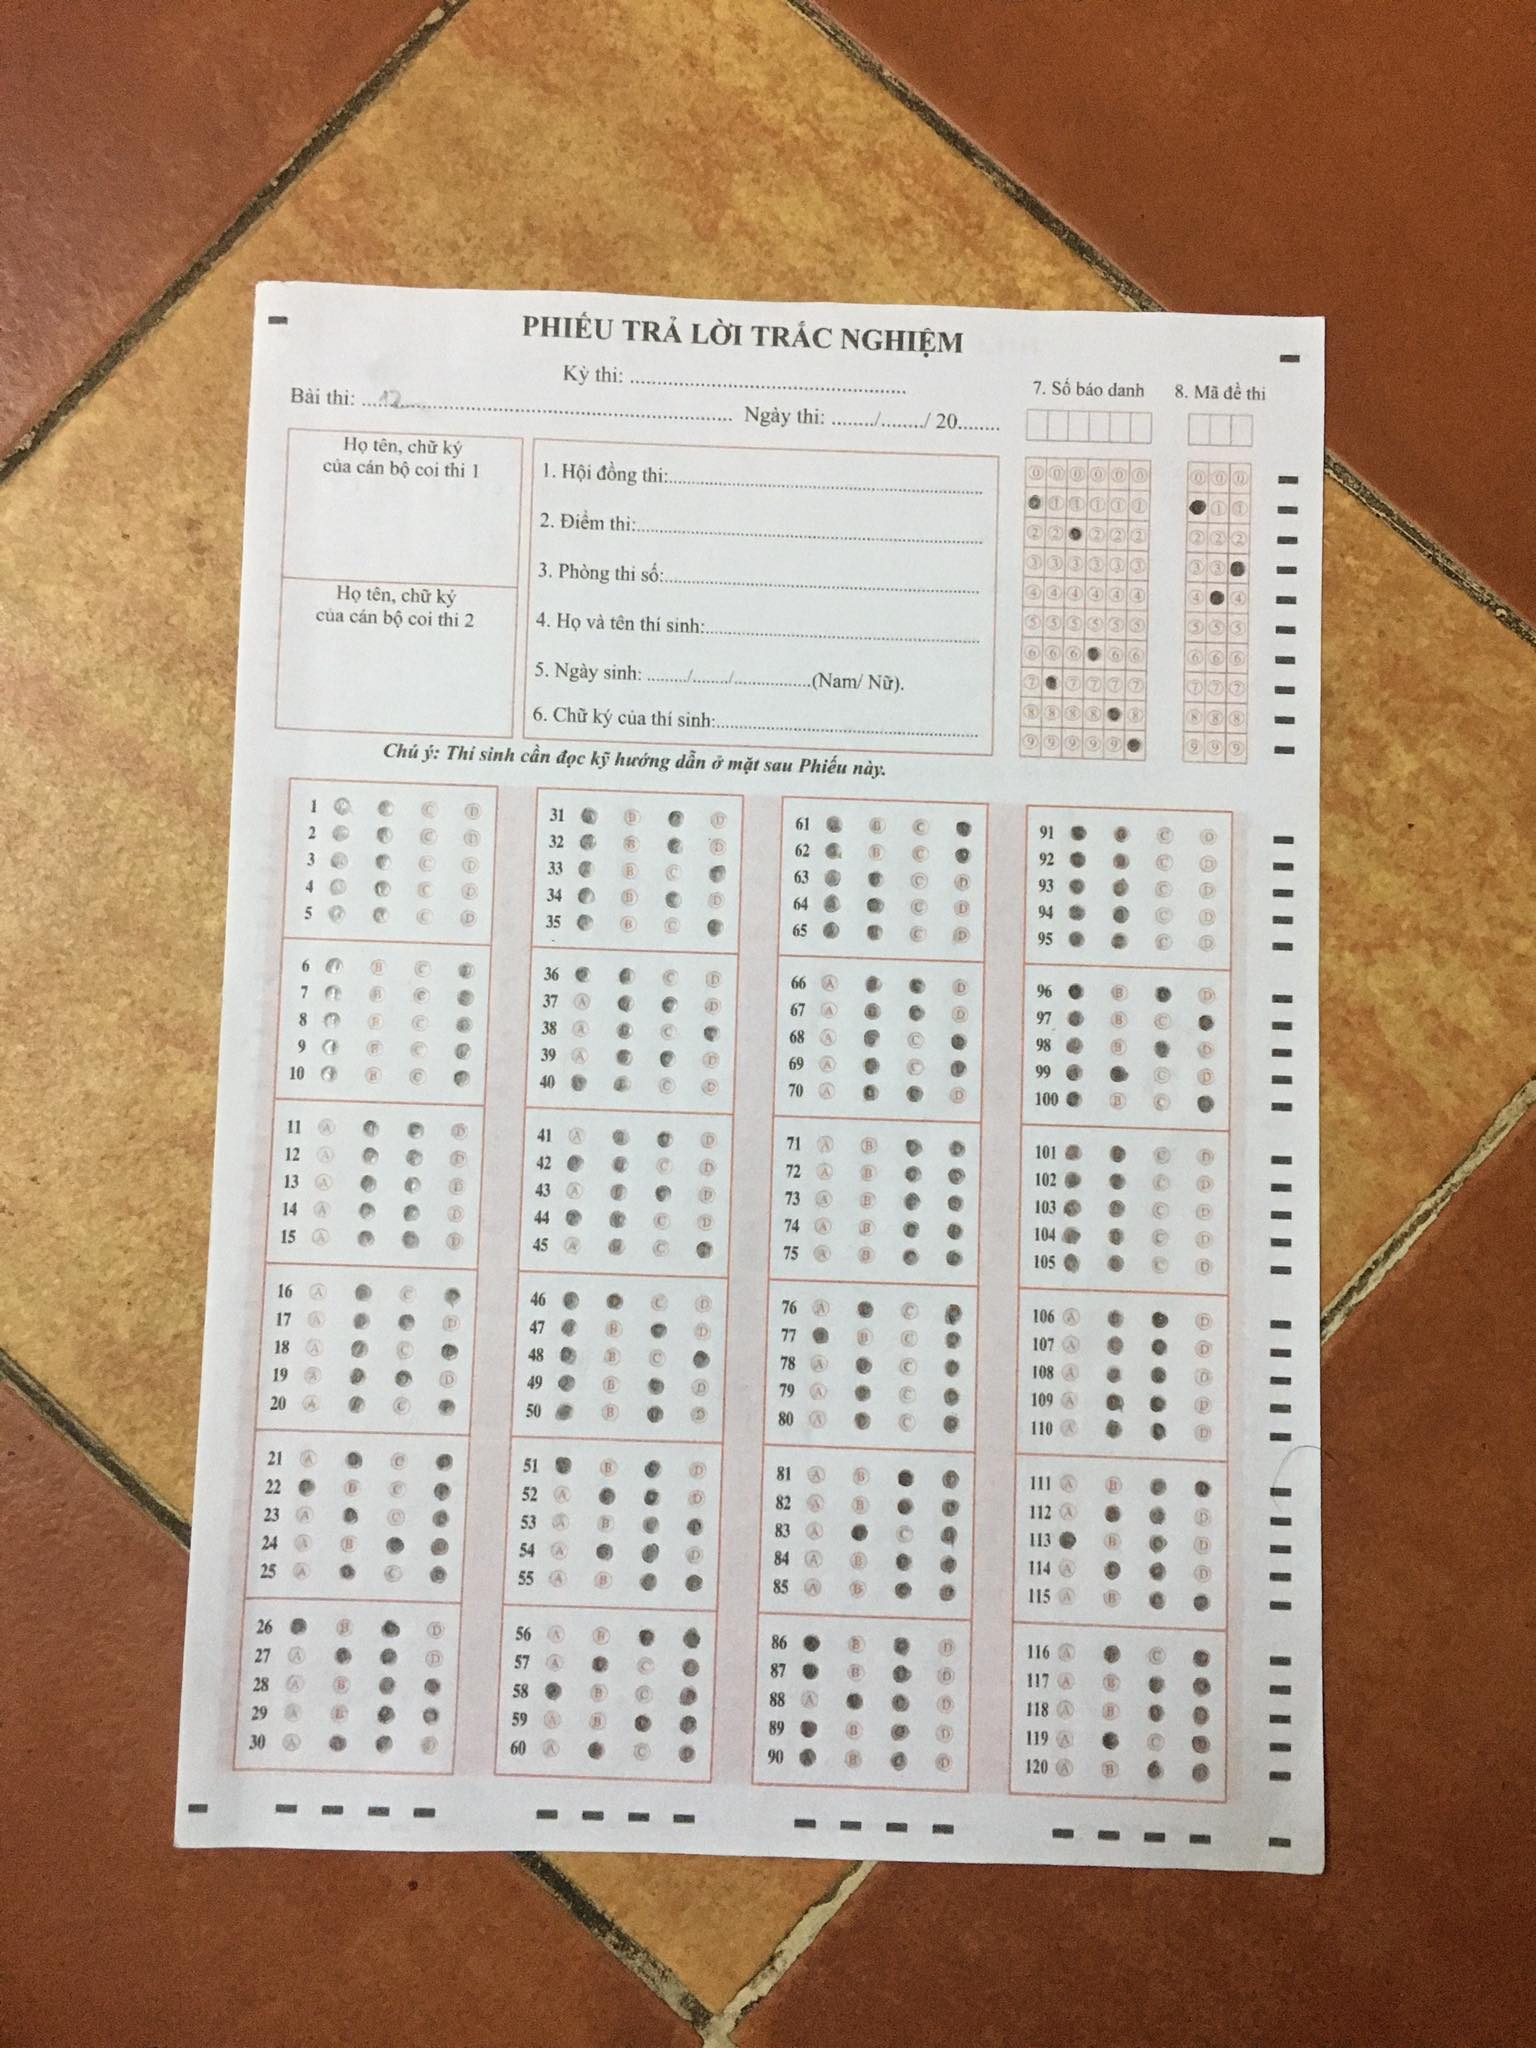 PHIẾU TRẢ LỜI TRẮC NGHIỆM
Kỳ thi: ................................................
Bài thi: .....12.................................................................. Ngày thi: ......../......../ 20........
7. Số báo danh
8. Mã đề thi
Họ tên, chữ ký
của cán bộ coi thi 1
Họ tên, chữ ký
của cán bộ coi thi 2
1. Hội đồng thi:................................................................
2. Điểm thi:................................................................
3. Phòng thi số:................................................................
4. Họ và tên thí sinh:................................................................
5. Ngày sinh: ......../......../...............(Nam/ Nữ).
6. Chữ ký của thí sinh:................................................................
Chú ý: Thí sinh cần đọc kỹ hướng dẫn ở mặt sau Phiếu này.
1 C D
2 C D
3 C D
4 C D
5 C D
6 B C
7 B C
8 B C
9 B C
10 B C
11 A D
12 A D
13 A D
14 A D
15 A D
16 A C
17 A D
18 A C
19 A D
20 A C
21 A C
22 B C
23 A C
24 A B
25 A C
26 B D
27 A D
28 A B
29 A B
30 A D
31 B D
32 B D
33 B C
34 B D
35 B C
36 C D
37 A D
38 A C
39 A D
40 C D
41 A D
42 C D
43 A D
44 C D
45 A C
46 C D
47 B D
48 B C
49 B D
50 B D
51 B D
52 A D
53 A B
54 A D
55 A B
56 A B
57 A C
58 B C
59 A B
60 A C
61 B C
62 B C
63 C D
64 C D
65 C D
66 A D
67 A D
68 A C
69 A C
70 A D
71 A B
72 A B
73 A B
74 A B
75 A B
76 A C
77 B C
78 A C
79 A C
80 A C
81 A B
82 A B
83 A C
84 A B
85 A B
86 B D
87 B D
88 A D
89 B D
90 B D
91 C D
92 C D
93 C D
94 C D
95 C D
96 B D
97 B C
98 B D
99 C D
100 B C
101 C D
102 C D
103 C D
104 C D
105 C D
106 A D
107 A D
108 A D
109 A D
110 A D
111 A B
112 A D
113 B D
114 A D
115 A B
116 A C
117 A B
118 A B
119 A C
120 A B